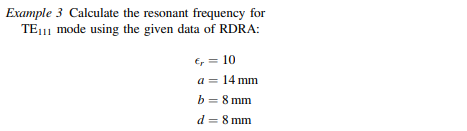 Example 3 Calculate the resonant frequency for
TE₁₁₁ mode using the given data of RDRA:
ϵᵣ = 10
a = 14 mm
b = 8 mm
d = 8 mm